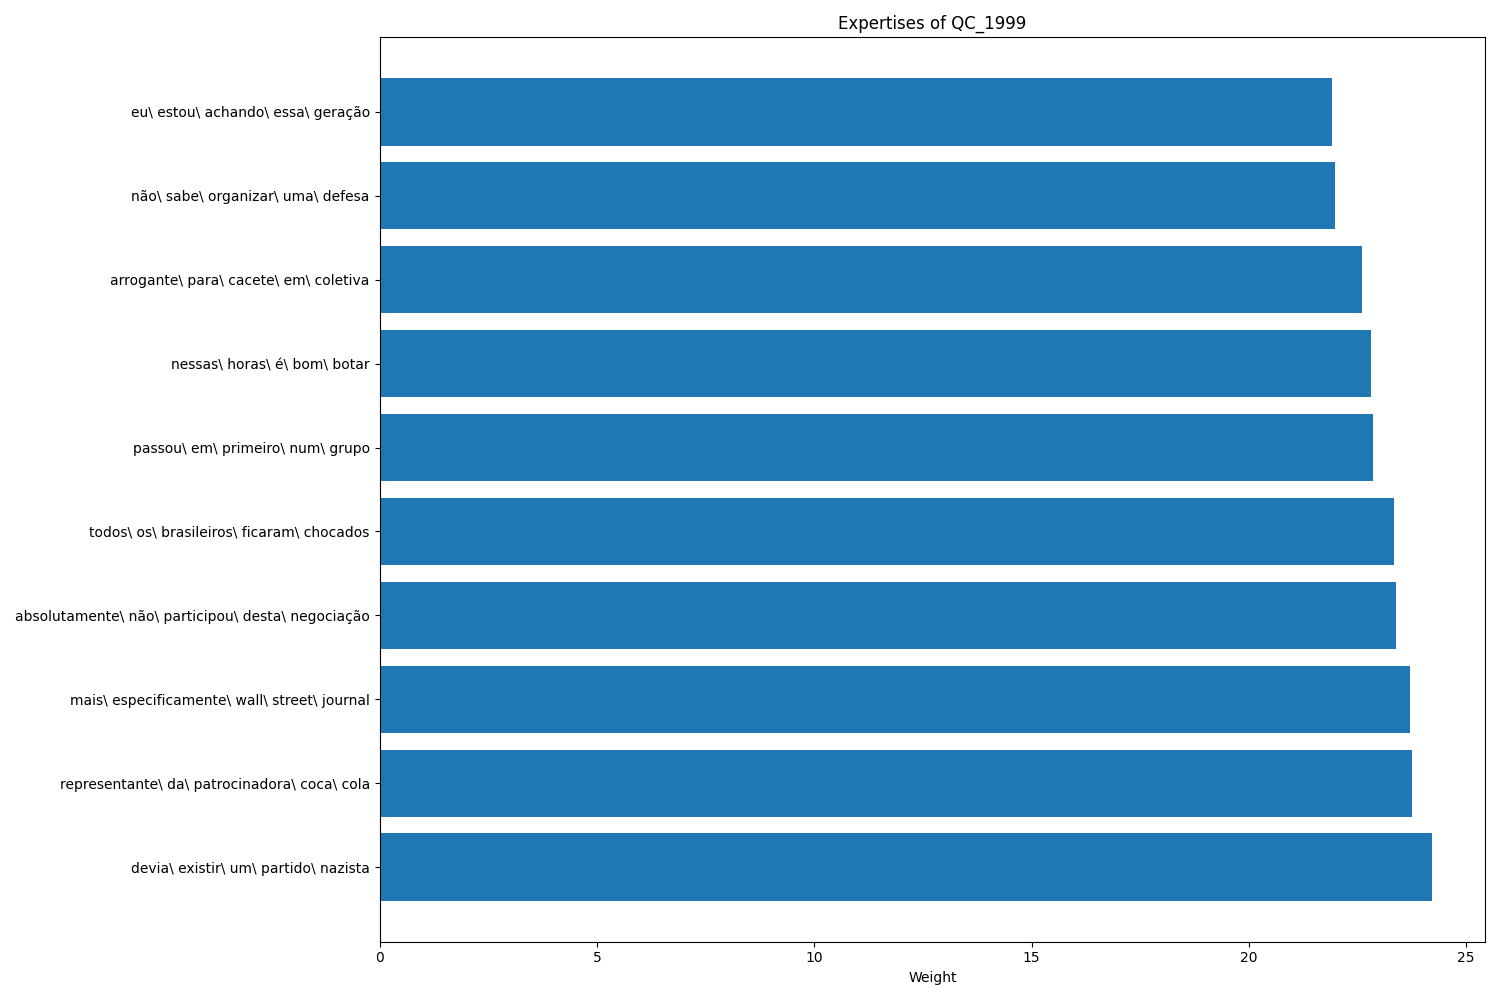 Expertises of QC_1999
eu\ estou\ achando\ essa\ geração
não\ sabe\ organizar\ uma\ defesa
arrogante\ para\ cacete\ em\ coletiva
nessas\ horas\ é\ bom\ botar
passou\ em\ primeiro\ num\ grupo
todos\ os\ brasileiros\ ficaram\ chocados
absolutamente\ não\ participou\ desta\ negociação
mais\ especificamente\ wall\ street\ journal
representante\ da\ patrocinadora\ coca\ cola
devia\ existir\ um\ partido\ nazista
0 5 10 15 20 25
Weight